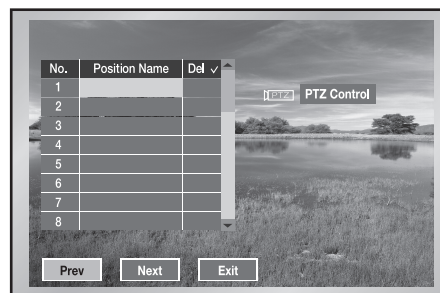 No. Position Name Del ✓
1
PTZ PTZ Control
2
3
4
5
6
7
8
Prev Next Exit